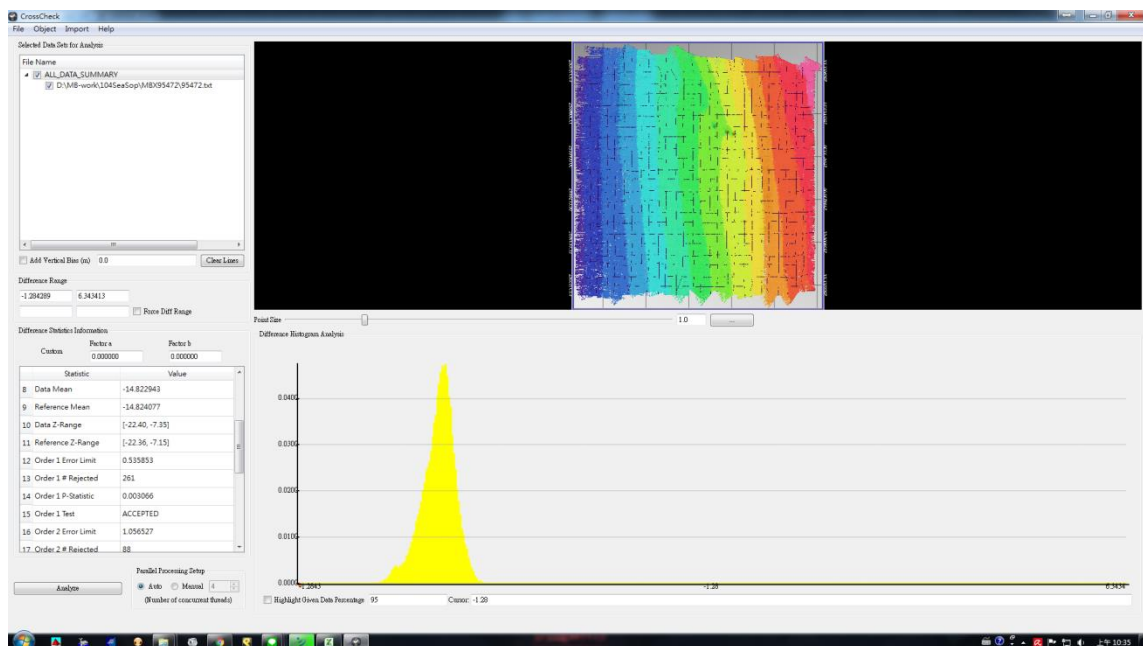 CrossCheck
File Object Import Help
Selected Data Sets for Analysis
File Name
ALL_DATA_SUMMARY
D:\MB-work\104SeaSop\MBX95472\95472.txt
Add Vertical Bias (m) 0.0 Clear Lines
Difference Range
-1.284289 6.343413
Force Diff Range
Point Size 1.0 ...
Difference Statistics Information
Difference Histogram Analysis
Custom Factor a Factor b
0.000000 0.000000
Statistic Value
8 Data Mean -14.822943
9 Reference Mean -14.824077
10 Data Z-Range [-22.40, -7.35]
11 Reference Z-Range [-22.36, -7.15]
12 Order 1 Error Limit 0.535853
13 Order 1 # Rejected 261
14 Order 1 P-Statistic 0.003066
15 Order 1 Test ACCEPTED
16 Order 2 Error Limit 1.056527
17 Order 2 # Rejected 88
0.0400
0.0300
0.0200
0.0100
0.0000
-1.2843 -1.28 6.3434
Analyze
Parallel Processing Setup
Auto Manual 4
(Number of concurrent threads)
Highlight Given Data Percentage 95 Cursor: -1.28
上午 10:35